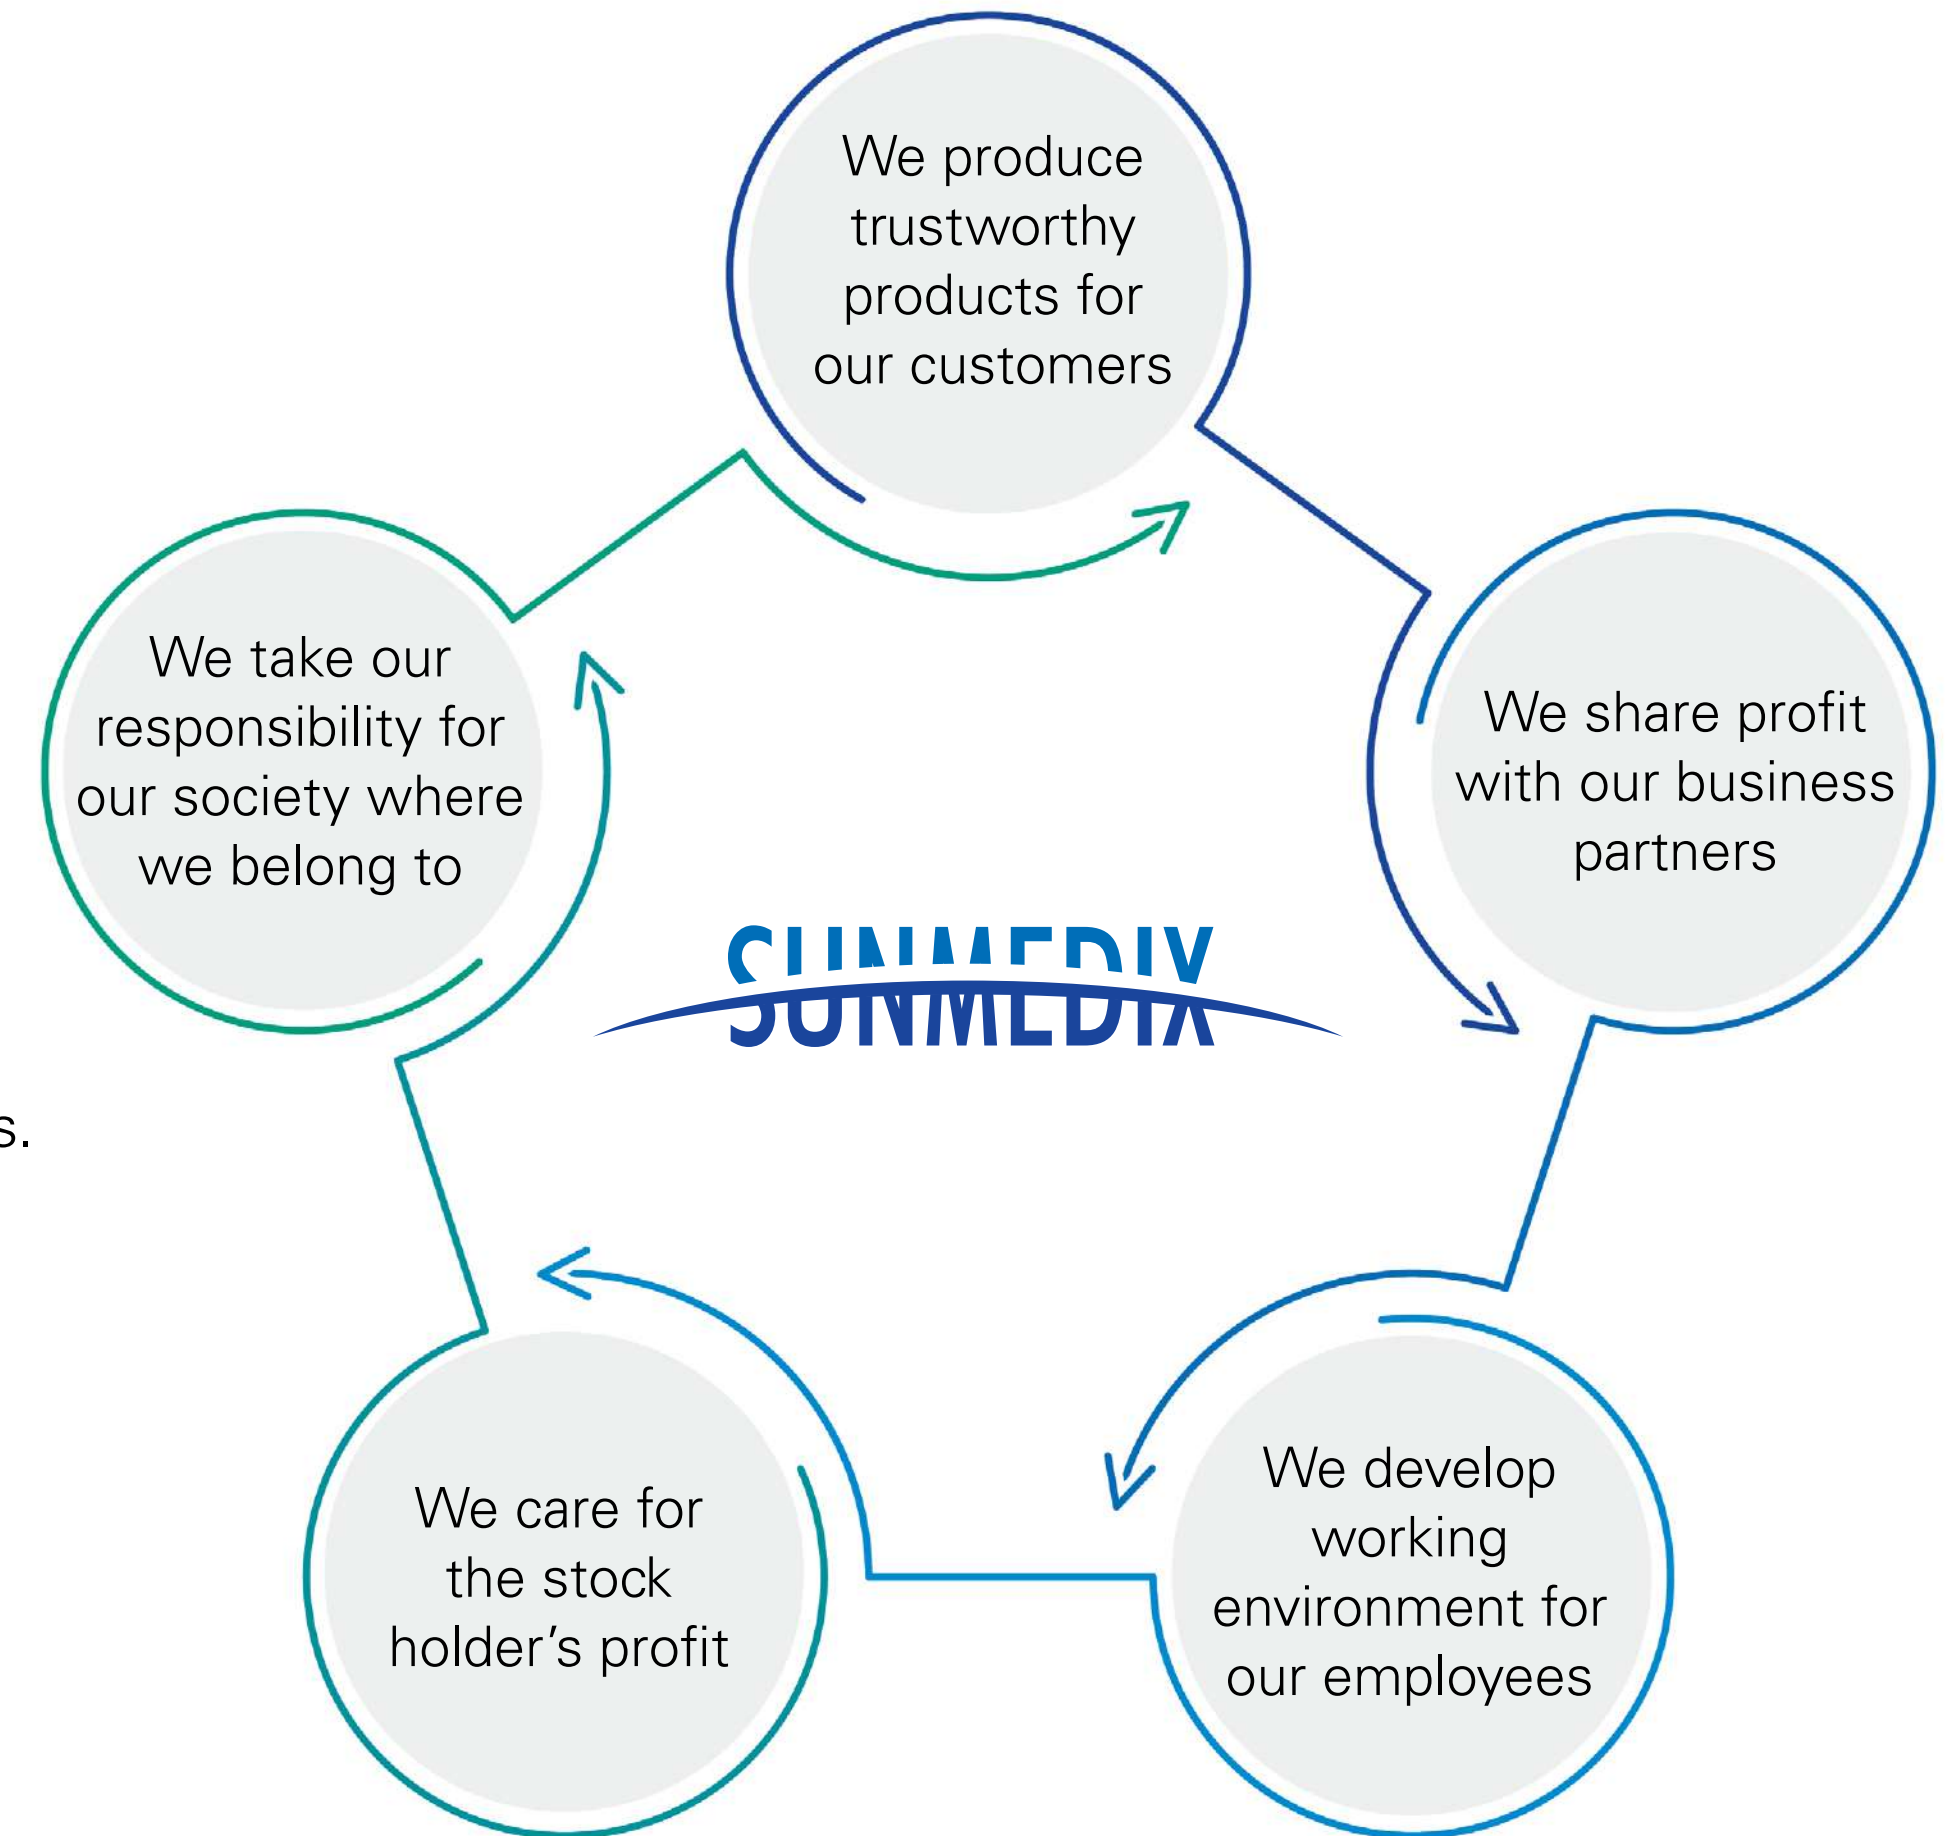 We produce
trustworthy
products for
our customers
We take our
responsibility for
our society where
we belong to
We share profit
with our business
partners
SUNMEDIX
s.
We care for
the stock
holder’s profit
We develop
working
environment for
our employees